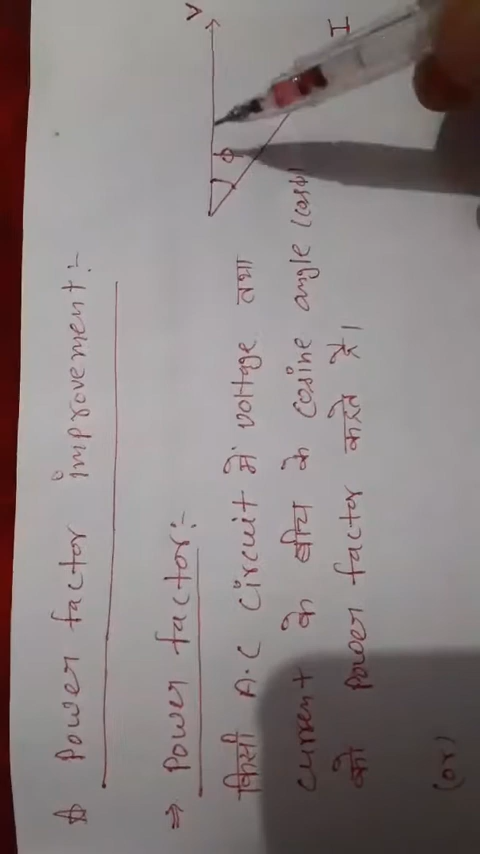 A Power factor improvement:-
⇒ Power factor:-
किसी A.C circuit में voltage तथा
current के बीच के cosine angle (cosϕ)
को Power factor कहते है।
(or)
V
ϕ
I